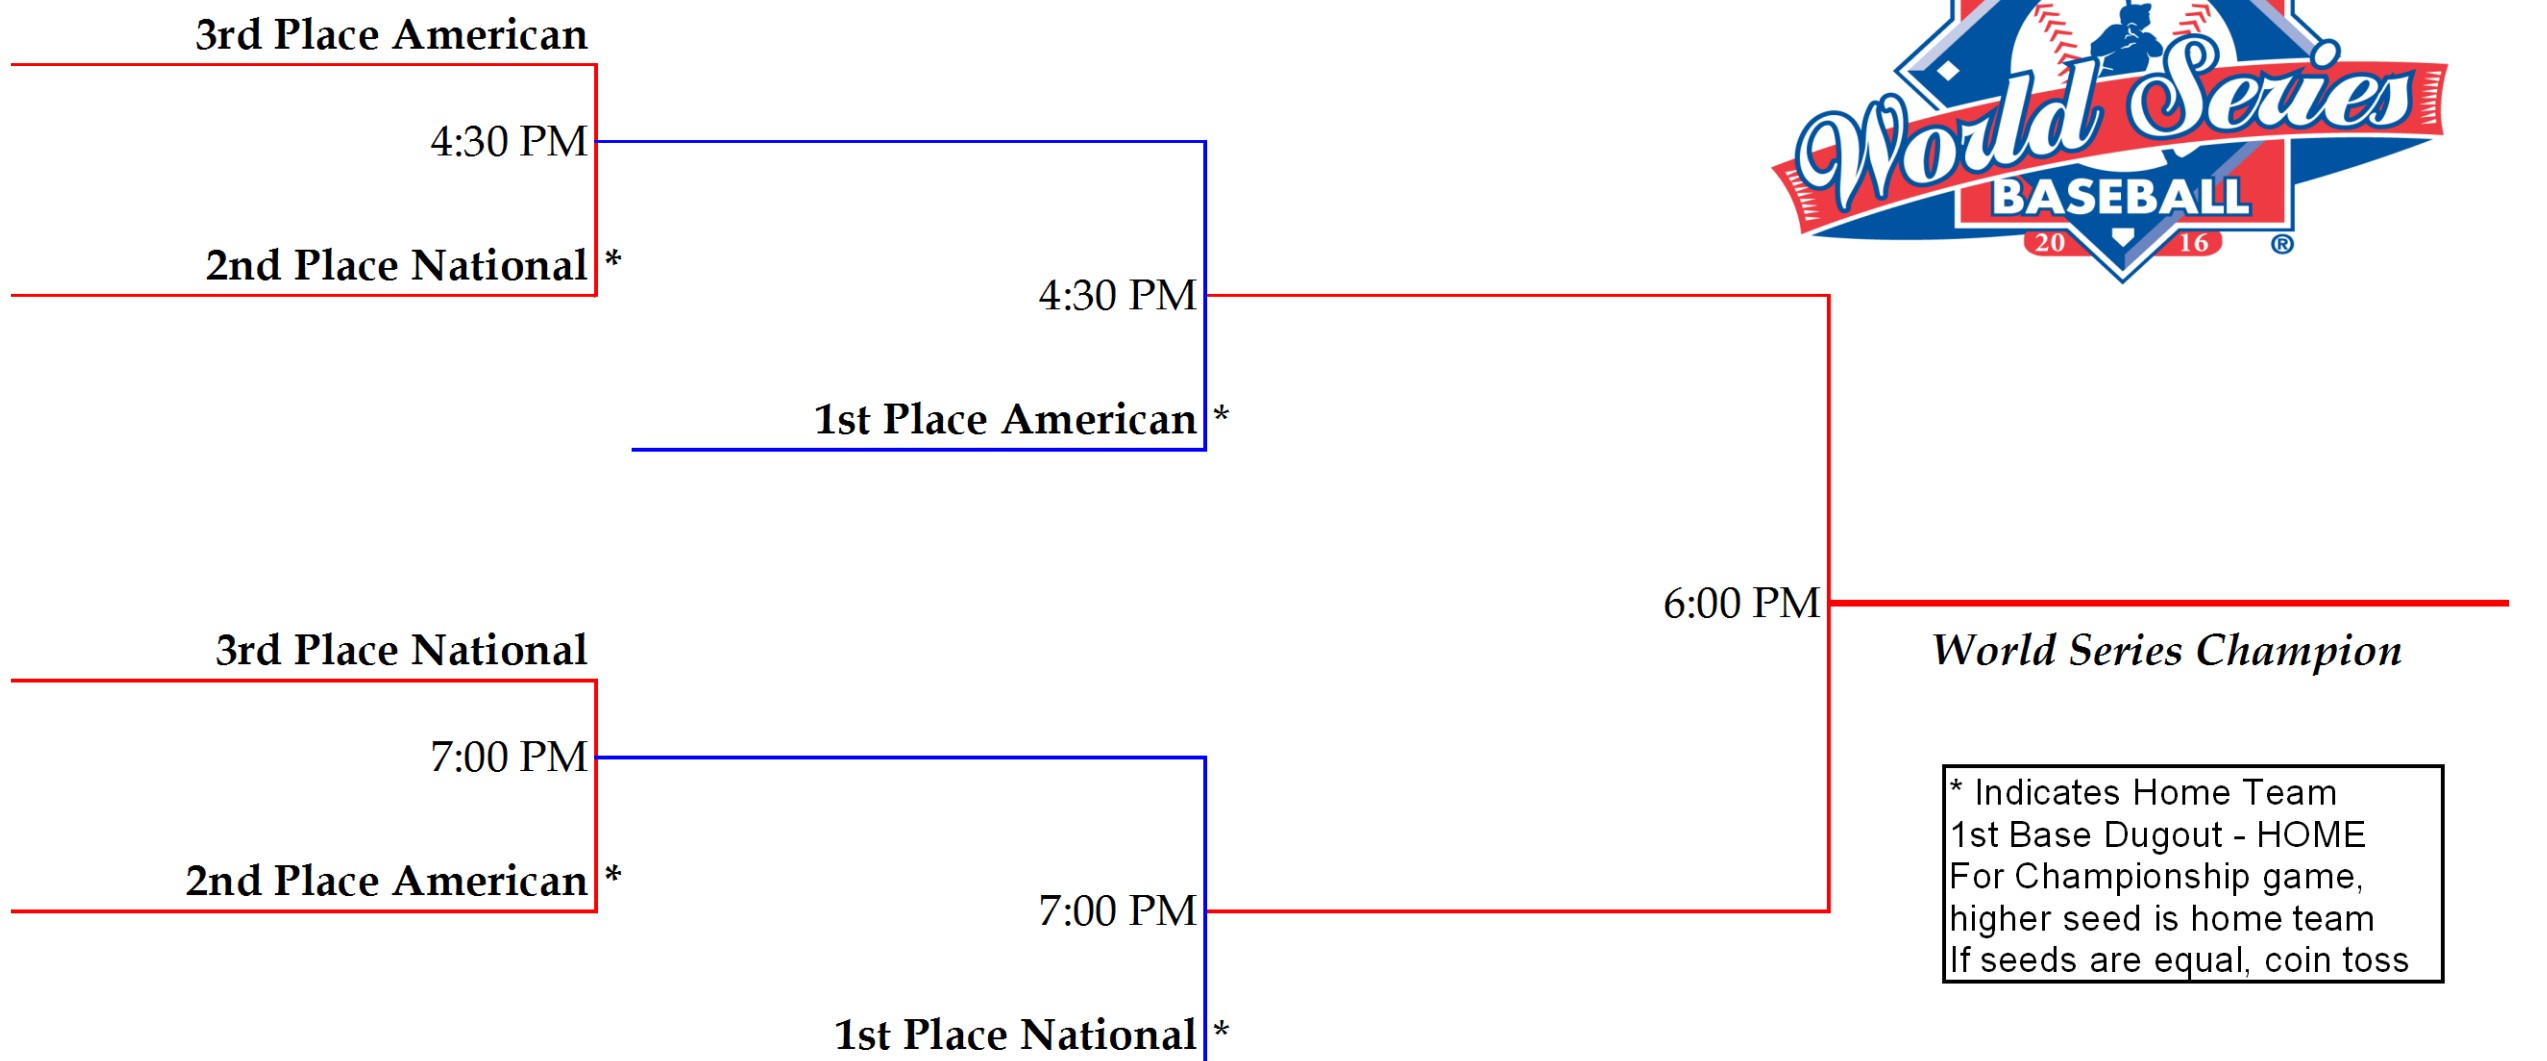 3rd Place American
4:30 PM
2nd Place National *
4:30 PM
1st Place American *
World Series
BASEBALL
20 16 ®
3rd Place National
7:00 PM
2nd Place American *
7:00 PM
1st Place National *
6:00 PM
World Series Champion
* Indicates Home Team
1st Base Dugout - HOME
For Championship game,
higher seed is home team
If seeds are equal, coin toss